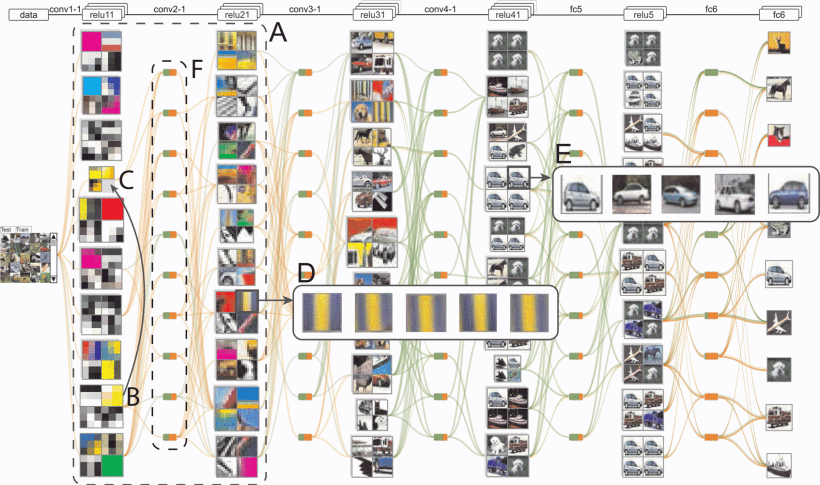 data conv1-1 relu11 conv2-1 relu21 conv3-1 relu31 conv4-1 relu41 fc5 relu5 fc6 fc6
A
F
C
E
Test Train
D
B